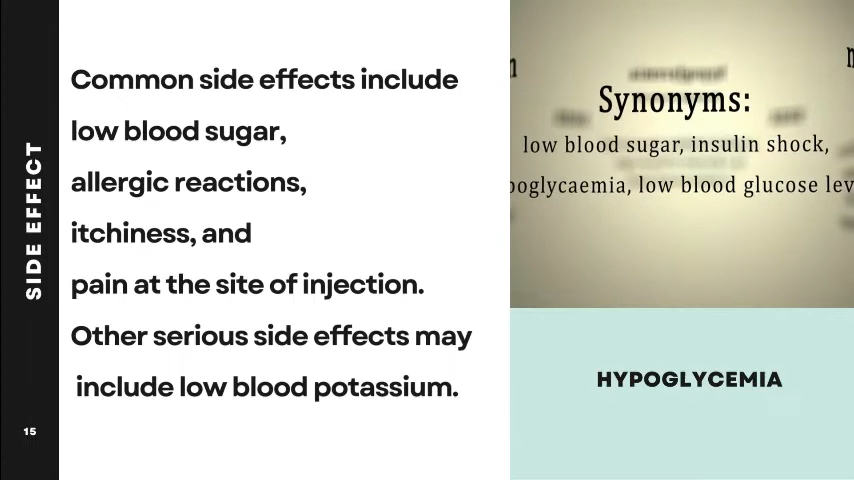 SIDE EFFECT
15
Common side effects include
low blood sugar,
allergic reactions,
itchiness, and
pain at the site of injection.
Other serious side effects may
include low blood potassium.
Synonyms:
low blood sugar, insulin shock,
poglycaemia, low blood glucose lev
HYPOGLYCEMIA